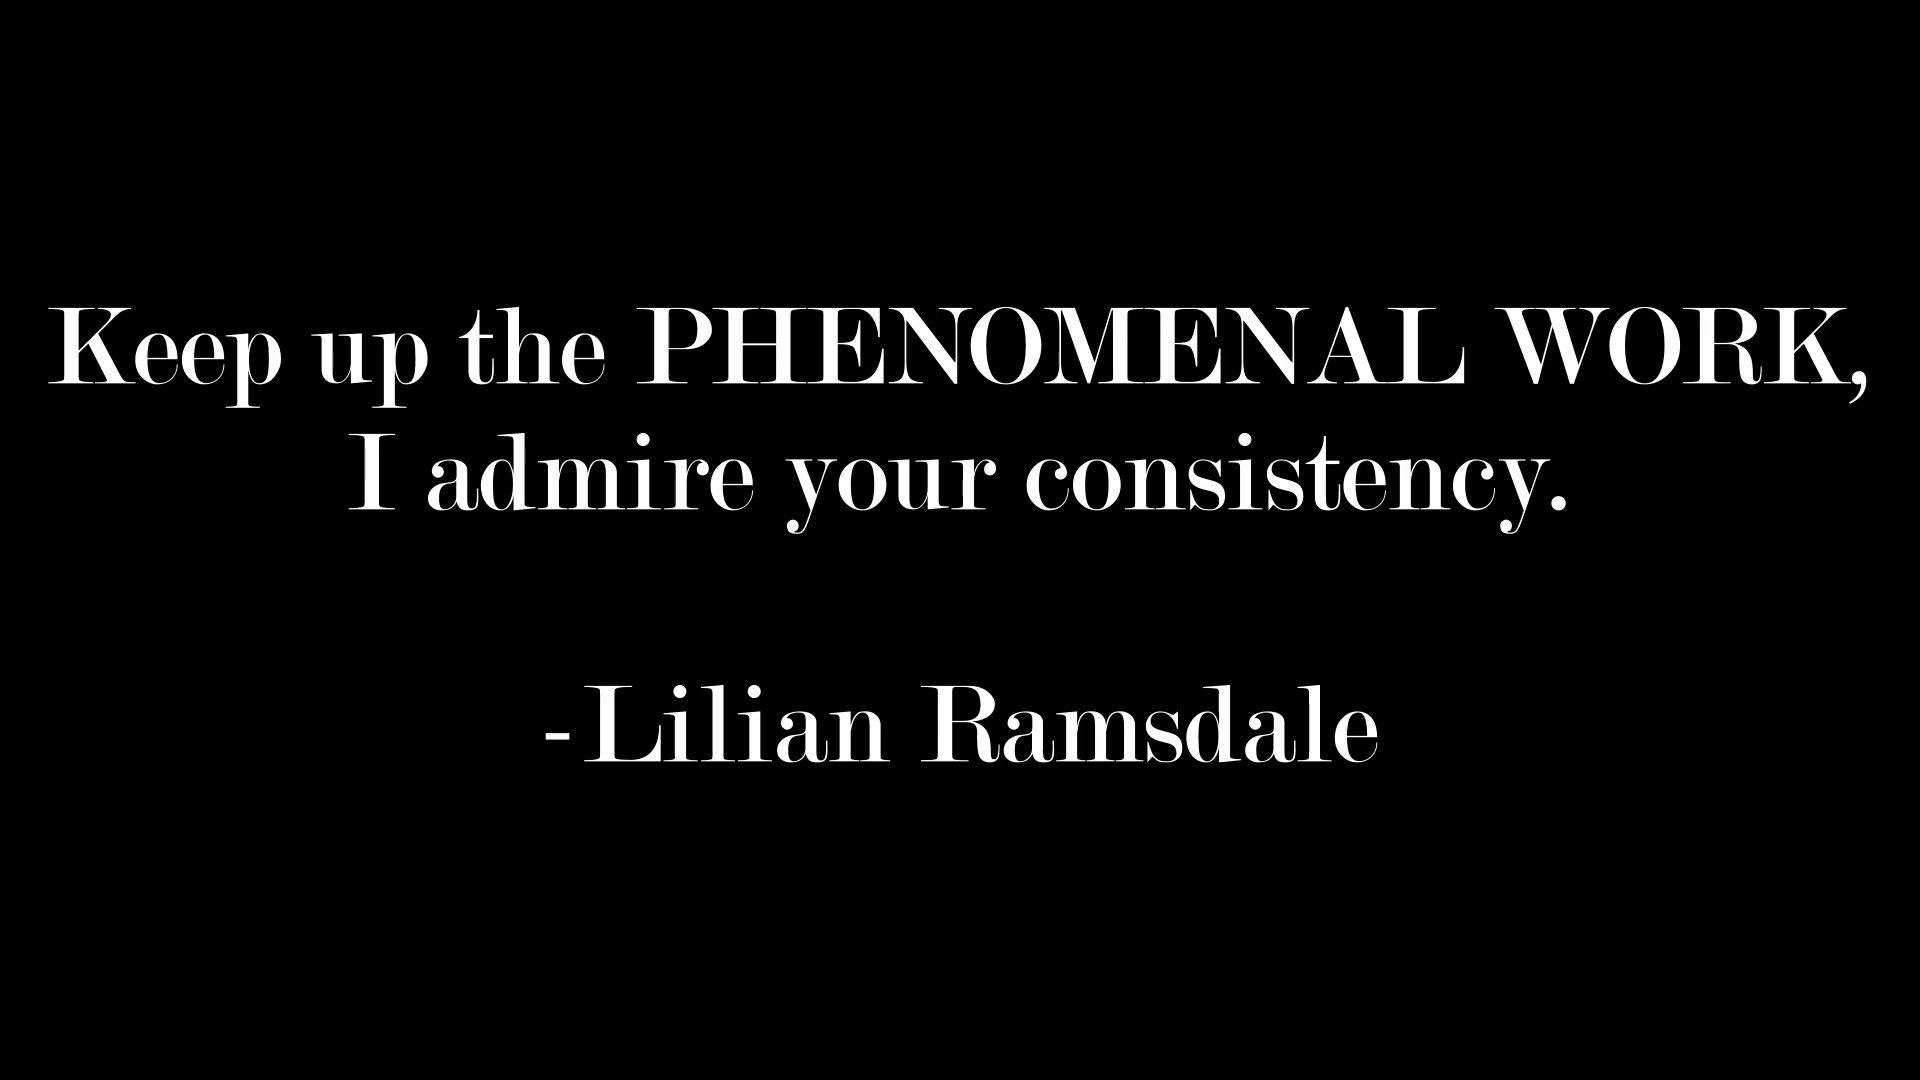 Keep up the PHENOMENAL WORK,
I admire your consistency.
-Lilian Ramsdale